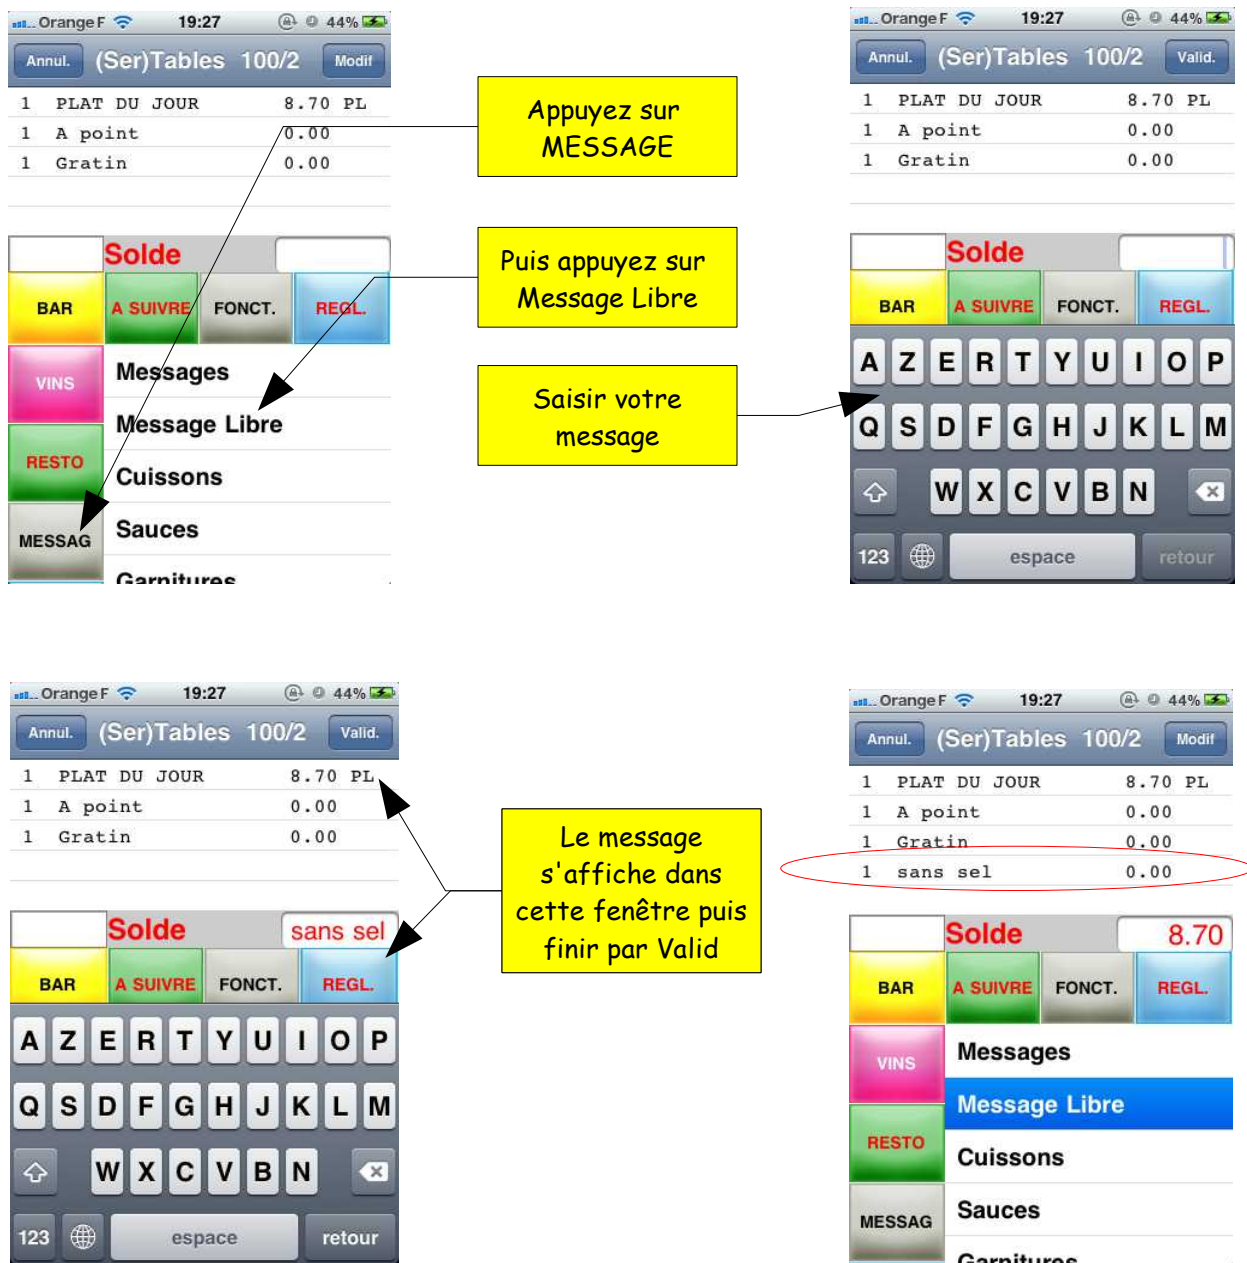 Orange F 19:27 44%
Annul. (Ser)Tables 100/2 Modif
1 PLAT DU JOUR 8.70 PL
1 A point 0.00
1 Gratin 0.00
Solde
BAR A SUIVRE FONCT. REGL.
VINS
RESTO
MESSAG
Messages
Message Libre
Cuissons
Sauces
Garnitures
Appuyez sur
MESSAGE
Puis appuyez sur
Message Libre
Saisir votre
message
Orange F 19:27 44%
Annul. (Ser)Tables 100/2 Valid.
1 PLAT DU JOUR 8.70 PL
1 A point 0.00
1 Gratin 0.00
Solde
BAR A SUIVRE FONCT. REGL.
A Z E R T Y U I O P
Q S D F G H J K L M
W X C V B N
123 espace retour
Orange F 19:27 44%
Annul. (Ser)Tables 100/2 Valid.
1 PLAT DU JOUR 8.70 PL
1 A point 0.00
1 Gratin 0.00
Solde sans sel
BAR A SUIVRE FONCT. REGL.
A Z E R T Y U I O P
Q S D F G H J K L M
W X C V B N
123 espace retour
Le message
s'affiche dans
cette fenêtre puis
finir par Valid
Orange F 19:27 44%
Annul. (Ser)Tables 100/2 Modif
1 PLAT DU JOUR 8.70 PL
1 A point 0.00
1 Gratin 0.00
1 sans sel 0.00
Solde 8.70
BAR A SUIVRE FONCT. REGL.
VINS
RESTO
MESSAG
Messages
Message Libre
Cuissons
Sauces
Garnitures